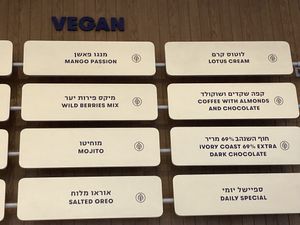 VEGAN
מנגו פאשן
MANGO PASSION
לוטוס קרם
LOTUS CREAM
מיקס פירות יער
WILD BERRIES MIX
קפה שקדים ושוקולד
COFFEE WITH ALMONDS
AND CHOCOLATE
מוחיטו
MOJITO
חוף השנהב 69% מריר
IVORY COAST 69% EXTRA
DARK CHOCOLATE
אוראו מלוח
SALTED OREO
ספיישל יומי
DAILY SPECIAL